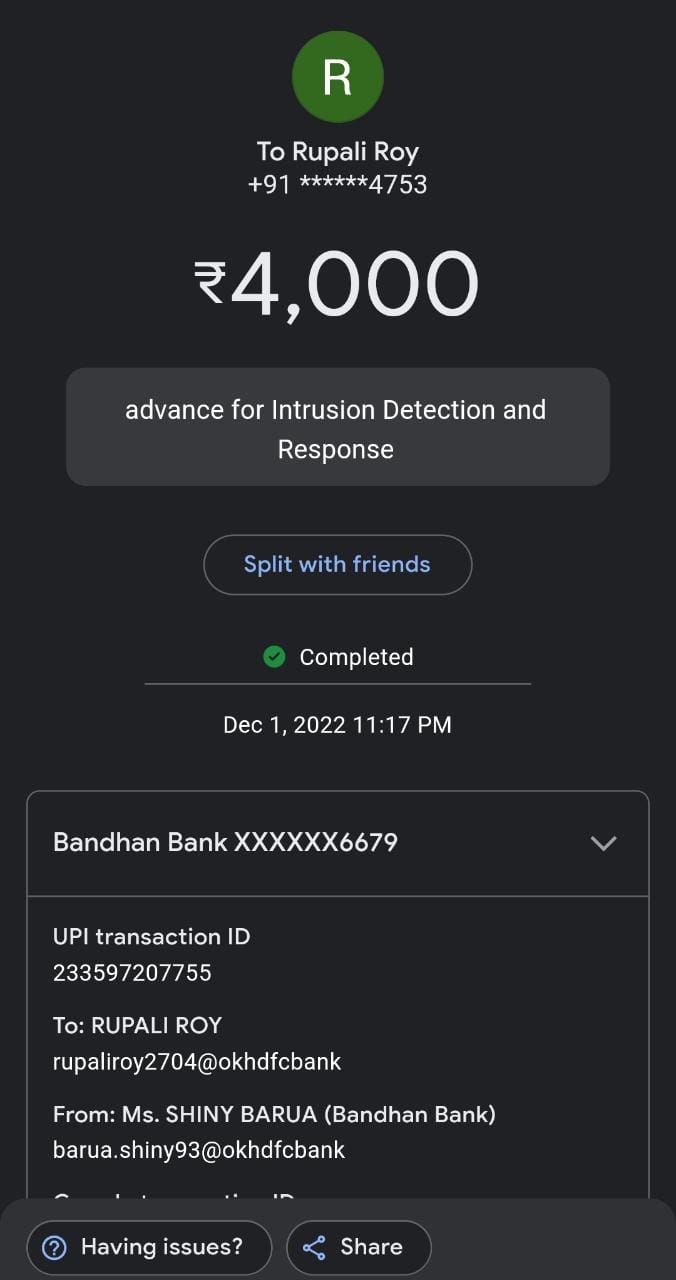 R
To Rupali Roy
+91 ******4753
₹4,000
advance for Intrusion Detection and
Response
Split with friends
Completed
Dec 1, 2022 11:17 PM
Bandhan Bank XXXXXX6679
UPI transaction ID
233597207755
To: RUPALI ROY
rupaliroy2704@okhdfcbank
From: Ms. SHINY BARUA (Bandhan Bank)
barua.shiny93@okhdfcbank
Having issues?
Share